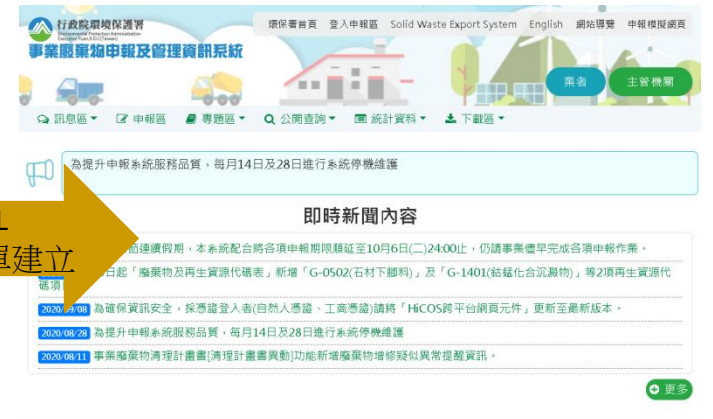 行政院環境保護署
Environmental Protection Administration
Executive Yuan,R.O.C(Taiwan)
環保署首頁 登入申報區 Solid Waste Export System English 網站導覽 申報模擬網頁
事業廢棄物申報及管理資訊系統
業者 主管機關
訊息區 申報區 專題區 公開查詢 統計資料 下載區
為提升申報系統服務品質，每月14日及28日進行系統停機維護
即時新聞內容
單建立
連續假期，本系統配合將各項申報期限順延至10月6日(二)24:00止，仍請事業儘早完成各項申報作業。
日起「廢棄物及再生資源代碼表」新增「G-0502(石材下腳料)」及「G-1401(鈷錳化合沉澱物)」等2項再生資源代
碼項
2020/09/08 為確保資訊安全，採憑證登入者(自然人憑證、工商憑證)請將「HiCOS跨平台網頁元件」更新至最新版本。
2020/08/28 為提升申報系統服務品質，每月14日及28日進行系統停機維護
2020/08/11 事業廢棄物清理計畫書[清理計畫書異動]功能新增廢棄物增修疑似異常提醒資訊。
更多